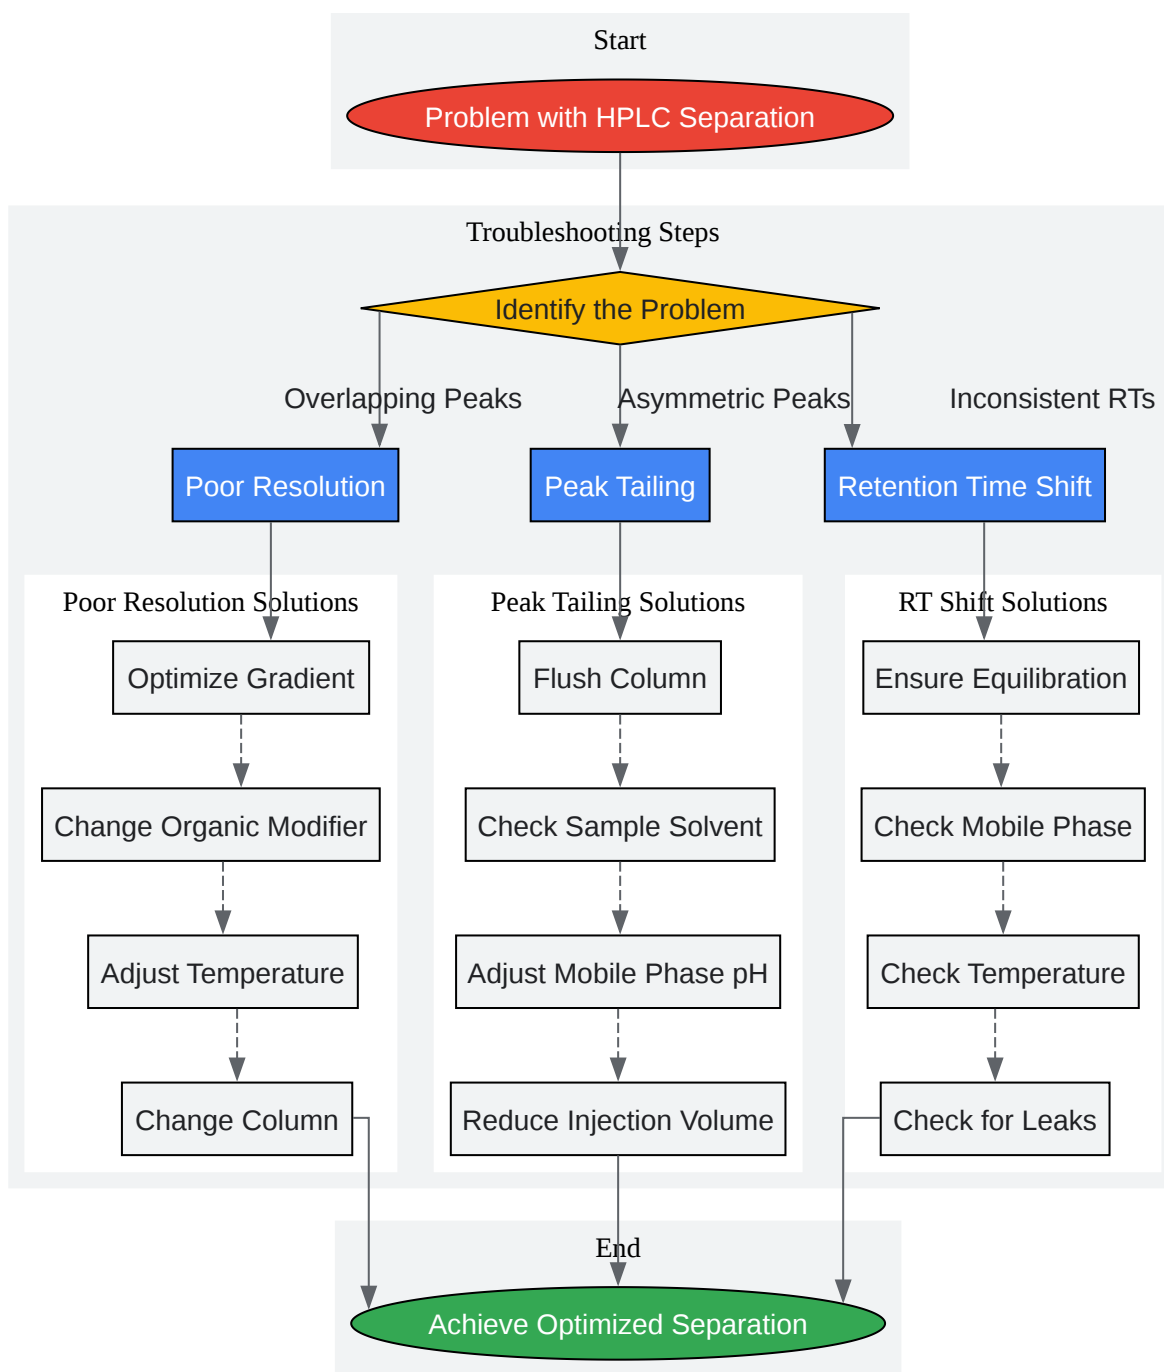 Start
Problem with HPLC Separation
Troubleshooting Steps
Identify the Problem
Overlapping Peaks
Asymmetric Peaks
Inconsistent RTs
Poor Resolution
Peak Tailing
Retention Time Shift
Poor Resolution Solutions
Peak Tailing Solutions
RT Shift Solutions
Optimize Gradient
Flush Column
Ensure Equilibration
Change Organic Modifier
Check Sample Solvent
Check Mobile Phase
Adjust Temperature
Adjust Mobile Phase pH
Check Temperature
Change Column
Reduce Injection Volume
Check for Leaks
End
Achieve Optimized Separation